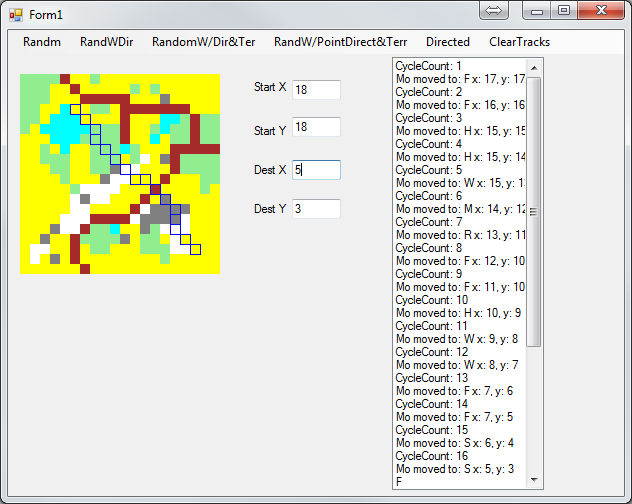 Form1
Randm RandWDir RandomW/Dir&Ter RandW/PointDirect&Terr Directed ClearTracks
Start X 18
Start Y 18
Dest X 5
Dest Y 3
CycleCount: 1
Mo moved to: F x: 17, y: 17
CycleCount: 2
Mo moved to: F x: 16, y: 16
CycleCount: 3
Mo moved to: H x: 15, y: 15
CycleCount: 4
Mo moved to: H x: 15, y: 14
CycleCount: 5
Mo moved to: W x: 15, y: 1
CycleCount: 6
Mo moved to: M x: 14, y: 12
CycleCount: 7
Mo moved to: R x: 13, y: 11
CycleCount: 8
Mo moved to: F x: 12, y: 10
CycleCount: 9
Mo moved to: F x: 11, y: 10
CycleCount: 10
Mo moved to: H x: 10, y: 9
CycleCount: 11
Mo moved to: W x: 9, y: 8
CycleCount: 12
Mo moved to: W x: 8, y: 7
CycleCount: 13
Mo moved to: F x: 7, y: 6
CycleCount: 14
Mo moved to: F x: 7, y: 5
CycleCount: 15
Mo moved to: S x: 6, y: 4
CycleCount: 16
Mo moved to: S x: 5, y: 3
F